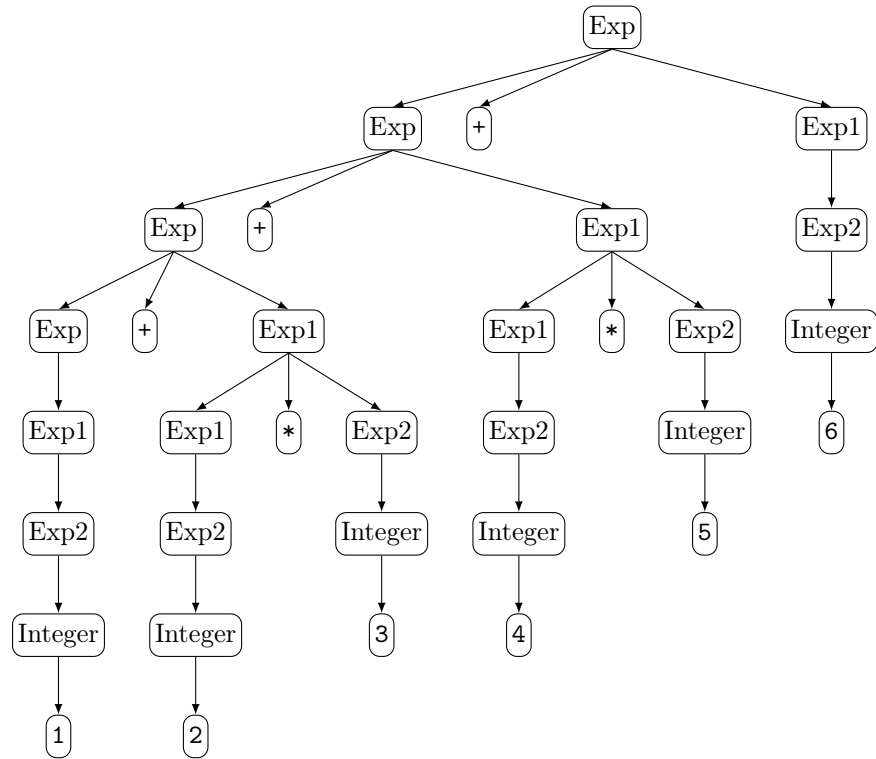 Exp
Exp + Exp1
Exp + Exp1 Exp2
Exp + Exp1 Exp1 * Exp2 Integer
Exp1 Exp1 * Exp2 Exp2 Integer 6
Exp2 Exp2 Integer Integer 5
Integer Integer 3 4
1 2